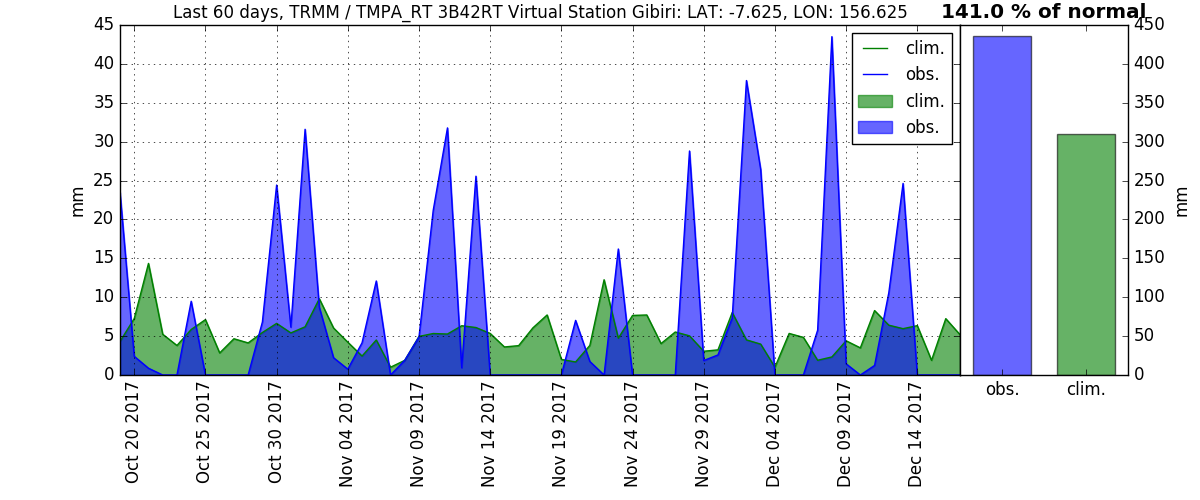 Last 60 days, TRMM / TMPA_RT 3B42RT Virtual Station Gibiri: LAT: -7.625, LON: 156.625
141.0 % of normal
45
40
35
30
25
20
15
10
5
0
mm
clim.
obs.
clim.
obs.
450
400
350
300
250
200
150
100
50
0
mm
Oct 20 2017
Oct 25 2017
Oct 30 2017
Nov 04 2017
Nov 09 2017
Nov 14 2017
Nov 19 2017
Nov 24 2017
Nov 29 2017
Dec 04 2017
Dec 09 2017
Dec 14 2017
obs.
clim.